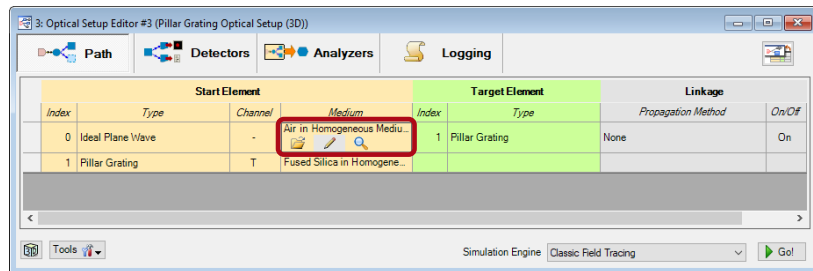 3: Optical Setup Editor #3 (Pillar Grating Optical Setup (3D))
Path Detectors Analyzers Logging
Start Element Target Element Linkage
Index Type Channel Medium Index Type Propagation Method On/Off
0 Ideal Plane Wave - Air in Homogeneous Mediu... 1 Pillar Grating None On
1 Pillar Grating T Fused Silica in Homogene...
3D Tools Simulation Engine Classic Field Tracing Go!